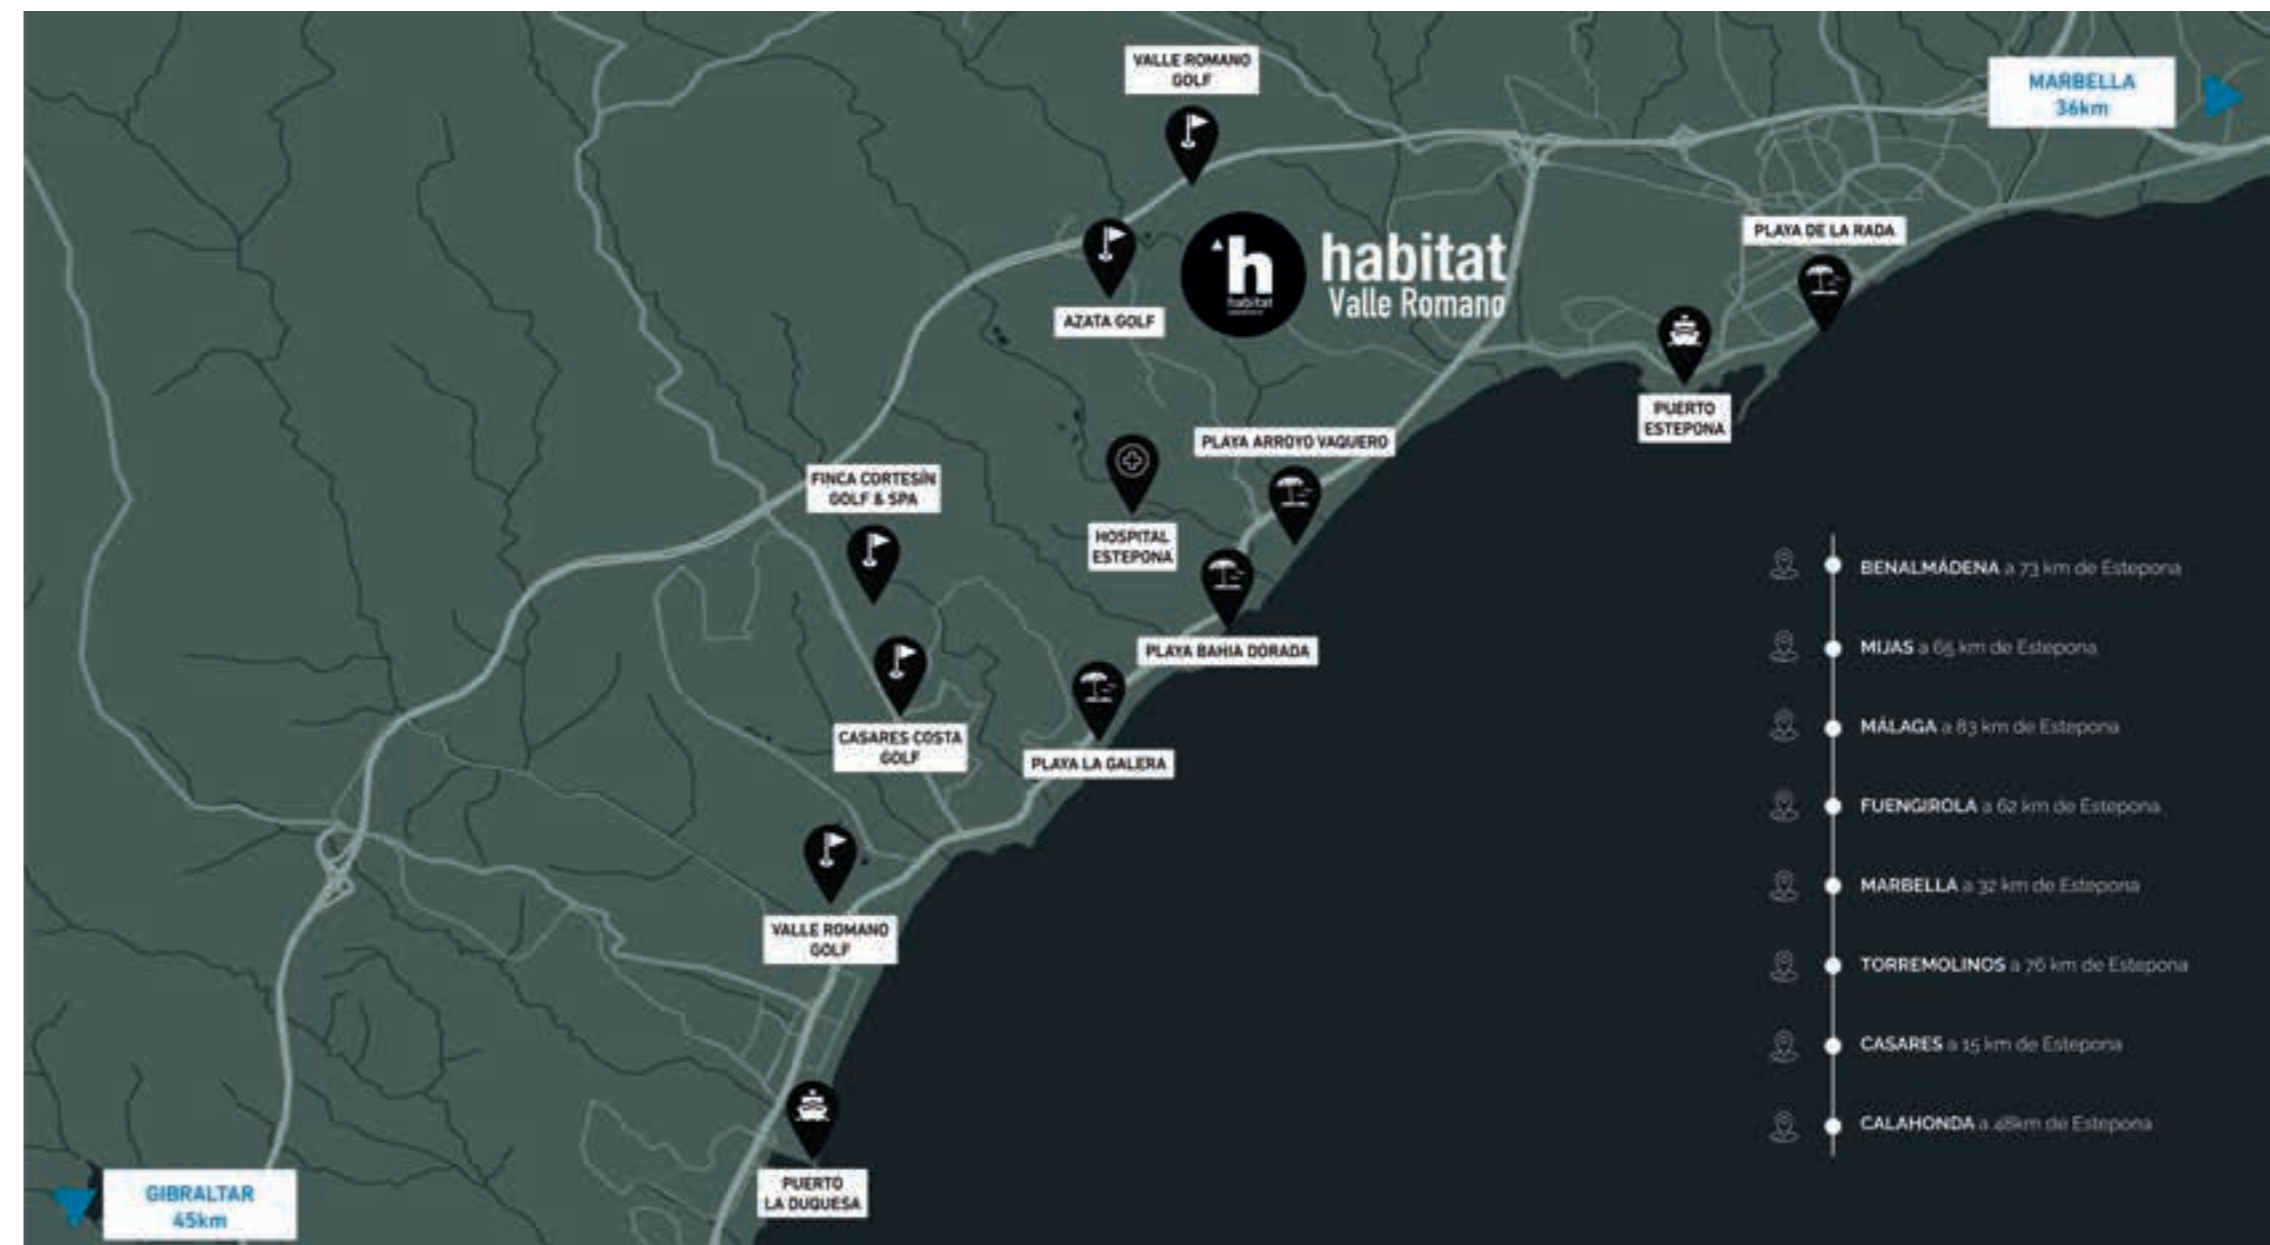 VALLE ROMANO
GOLF
MARBELLA
36km
PLAYA DE LA RADA
h
habitat
habitat
Valle Romano
AZATA GOLF
PUERTO
ESTEPONA
PLAYA ARROYO VAQUERO
FINCA CORTESÍN
GOLF & SPA
HOSPITAL
ESTEPONA
PLAYA BAHIA DORADA
CASARES COSTA
GOLF
PLAYA LA GALERA
VALLE ROMANO
GOLF
PUERTO
LA DUQUESA
GIBRALTAR
45km
BENALMÁDENA a 73 km de Estepona
MIJAS a 65 km de Estepona
MÁLAGA a 83 km de Estepona
FUENGIROLA a 62 km de Estepona
MARBELLA a 32 km de Estepona
TORREMOLINOS a 76 km de Estepona
CASARES a 15 km de Estepona
CALAHONDA a 48km de Estepona